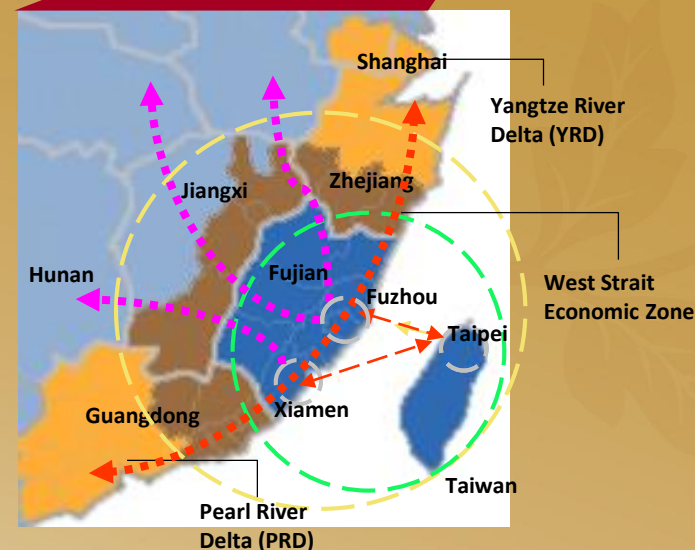 Shanghai
Yangtze River
Delta (YRD)
Jiangxi
Zhejiang
Hunan
Fujian
Fuzhou
West Strait
Economic Zone
Taipei
Guangdong
Xiamen
Taiwan
Pearl River
Delta (PRD)